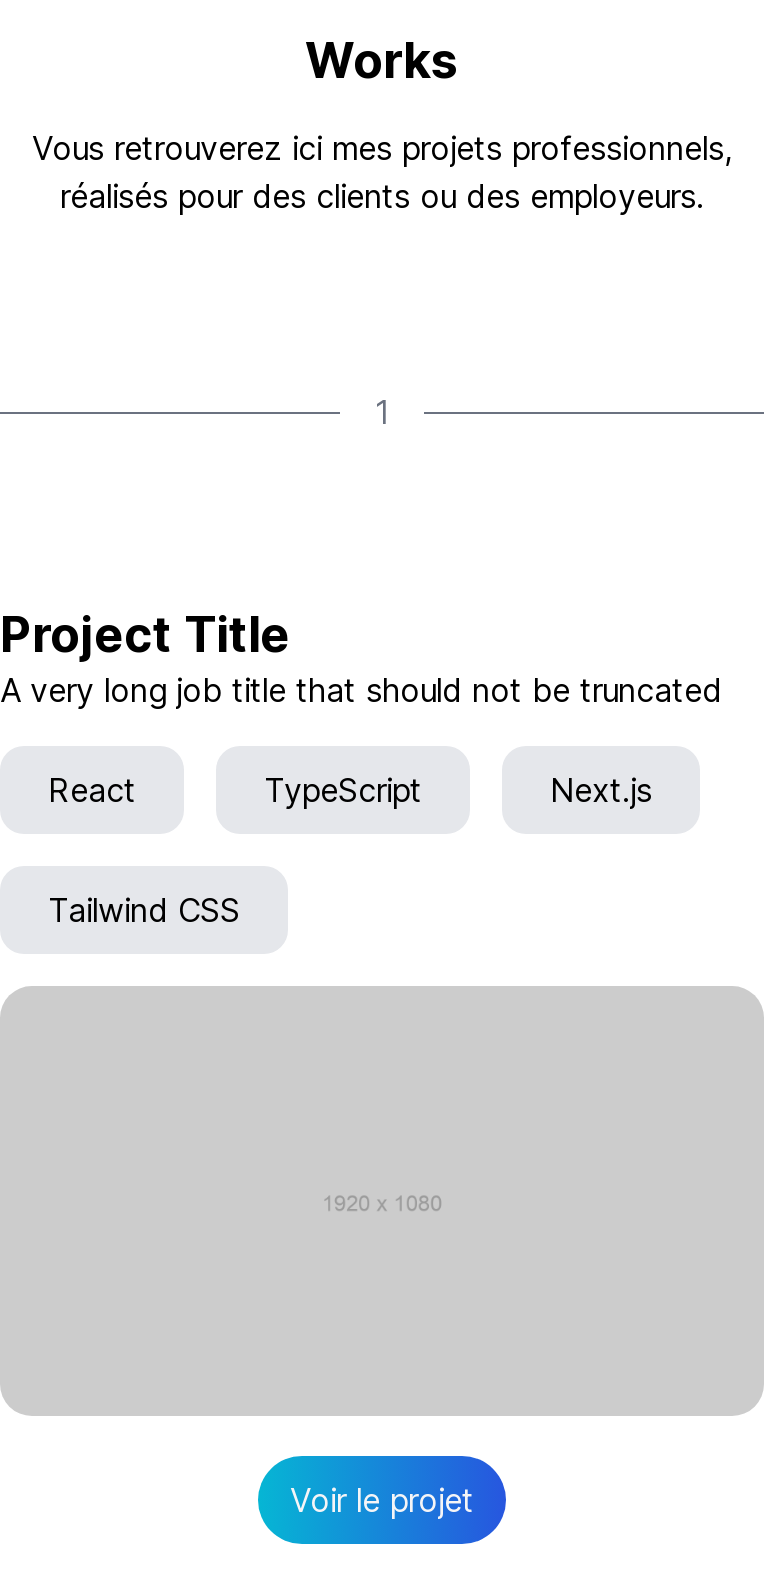 Works
Vous retrouverez ici mes projets professionnels,
réalisés pour des clients ou des employeurs.
1
Project Title
A very long job title that should not be truncated
React
TypeScript
Next.js
Tailwind CSS
1920 x 1080
Voir le projet